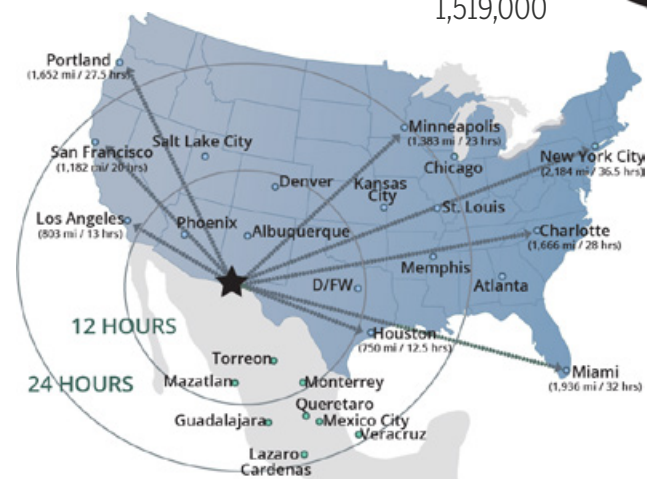 1,519,000
Portland
(1,652 mi / 27.5 hrs)
Minneapolis
(1,383 mi / 23 hrs)
Salt Lake City
San Francisco
(1,182 mi/ 20 hrs)
Chicago
New York City
(2,184 mi / 36.5 hrs)
Denver
Kansas
City
St. Louis
Los Angeles
(803 mi / 13 hrs)
Phoenix
Albuquerque
Charlotte
(1,666 mi / 28 hrs)
Memphis
D/FW
Atlanta
12 HOURS
Houston
(750 mi / 12.5 hrs)
Torreon
Miami
(1,936 mi / 32 hrs)
24 HOURS
Mazatlan
Monterrey
Queretaro
Guadalajara
Mexico City
Veracruz
Lazaro
Cardenas